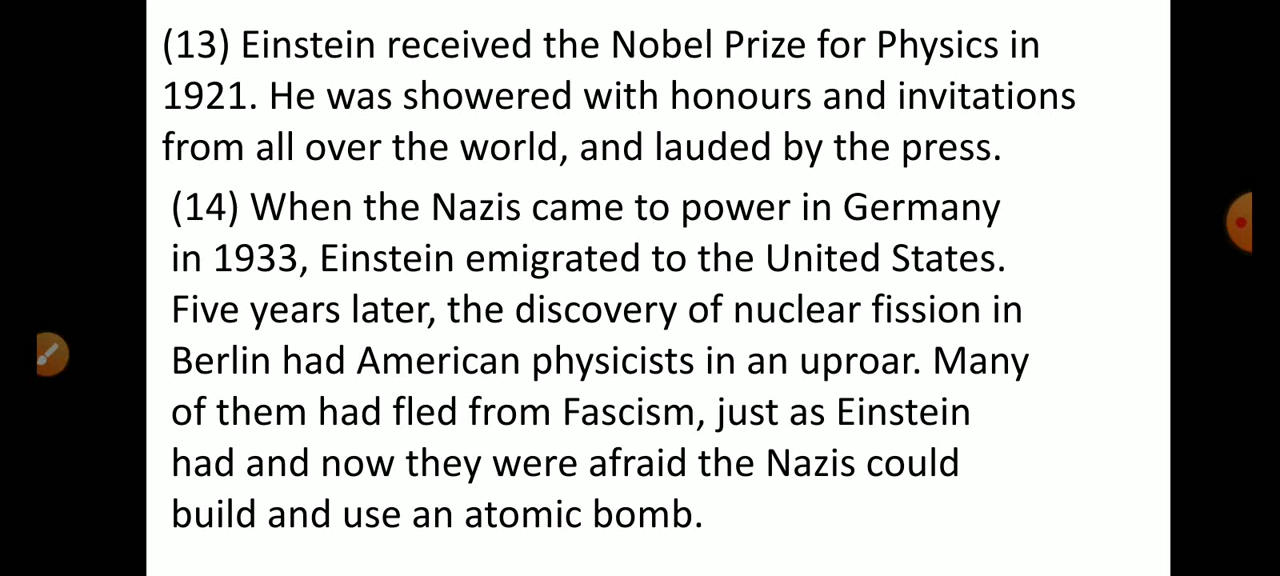 (13) Einstein received the Nobel Prize for Physics in
1921. He was showered with honours and invitations
from all over the world, and lauded by the press.
(14) When the Nazis came to power in Germany
in 1933, Einstein emigrated to the United States.
Five years later, the discovery of nuclear fission in
Berlin had American physicists in an uproar. Many
of them had fled from Fascism, just as Einstein
had and now they were afraid the Nazis could
build and use an atomic bomb.